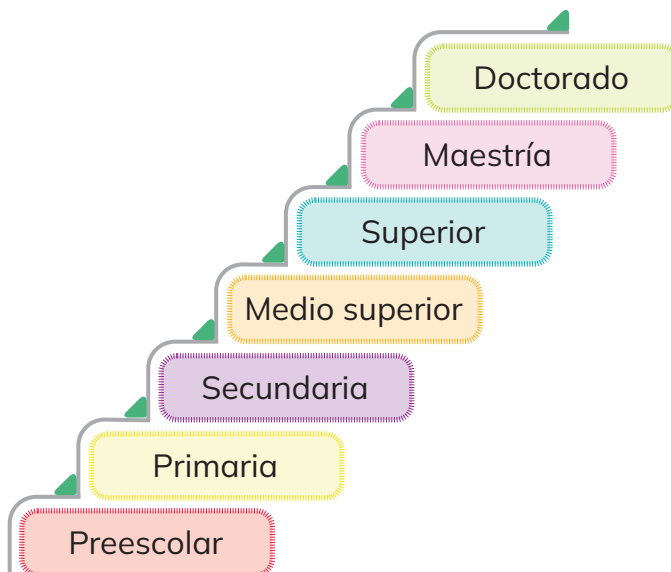 Doctorado
Maestría
Superior
Medio superior
Secundaria
Primaria
Preescolar